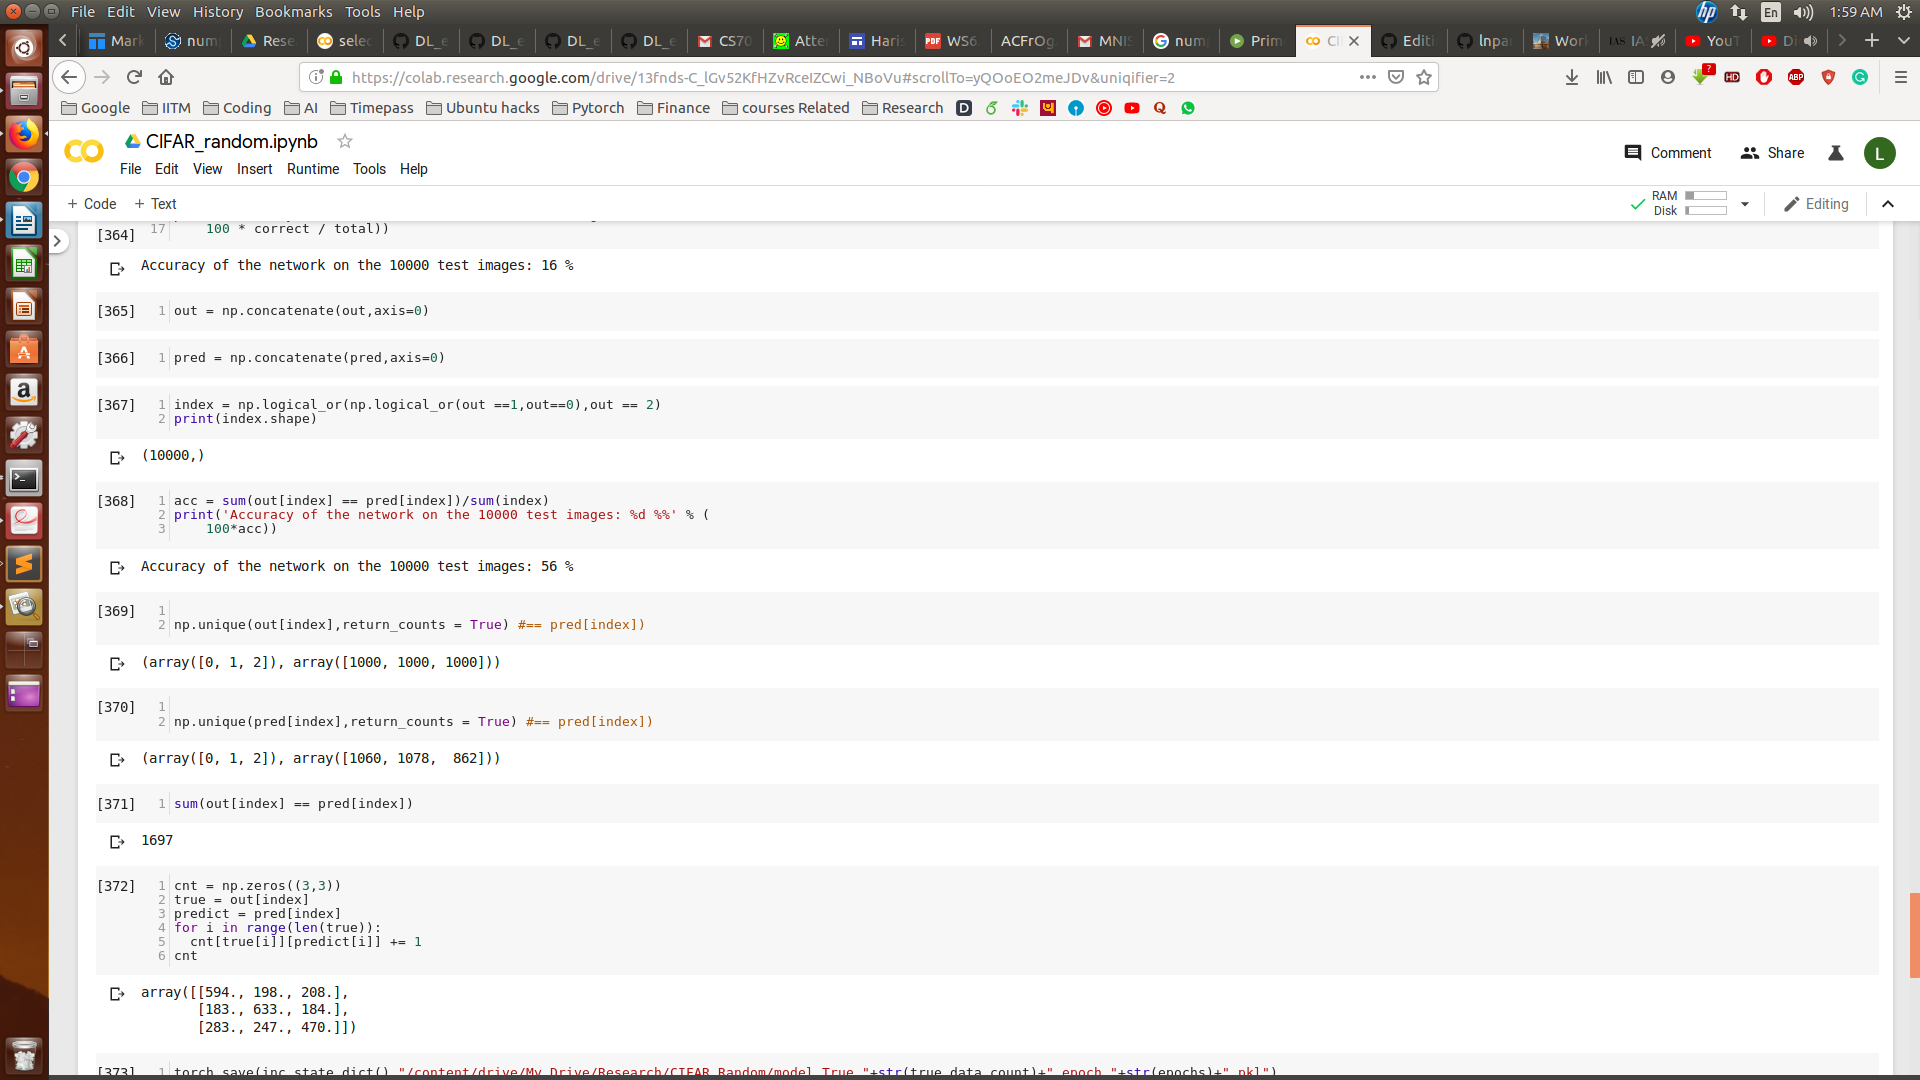 File Edit View History Bookmarks Tools Help
En 1:59 AM
Mark
num
Rese
selec
DL_e
DL_e
DL_e
DL_e
CS70
Atter
Haris
WS6
ACFrOg
MNIS
num
Prim
CI
Editi
lnpa
Wor
IAS IA
YouT
DL
https://colab.research.google.com/drive/13fnds-C_lGv52KfHZvRceIZCwi_NBoVu#scrollTo=yQOoEO2meJDv&uniqifier=2
Google IITM Coding AI Timepass Ubuntu hacks Pytorch Finance courses Related Research
CIFAR_random.ipynb
File Edit View Insert Runtime Tools Help
Comment Share L
+ Code + Text
RAM
Disk
Editing
[364] 17 100 * correct / total))
Accuracy of the network on the 10000 test images: 16 %
[365] 1 out = np.concatenate(out,axis=0)
[366] 1 pred = np.concatenate(pred,axis=0)
[367] 1 index = np.logical_or(np.logical_or(out ==1,out==0),out == 2)
2 print(index.shape)
(10000,)
[368] 1 acc = sum(out[index] == pred[index])/sum(index)
2 print('Accuracy of the network on the 10000 test images: %d %%' % (
3 100*acc))
Accuracy of the network on the 10000 test images: 56 %
[369] 1
2 np.unique(out[index],return_counts = True) #== pred[index])
(array([0, 1, 2]), array([1000, 1000, 1000]))
[370] 1
2 np.unique(pred[index],return_counts = True) #== pred[index])
(array([0, 1, 2]), array([1060, 1078,  862]))
[371] 1 sum(out[index] == pred[index])
1697
[372] 1 cnt = np.zeros((3,3))
2 true = out[index]
3 predict = pred[index]
4 for i in range(len(true)):
5   cnt[true[i]][predict[i]] += 1
6 cnt
array([[594., 198., 208.],
[183., 633., 184.],
[283., 247., 470.]])
[373] 1 torch.save(inc.state_dict(),"/content/drive/My Drive/Research/CIFAR Random/model_True_"+str(true_data_count)+"_epoch_"+str(epochs)+".pkl")